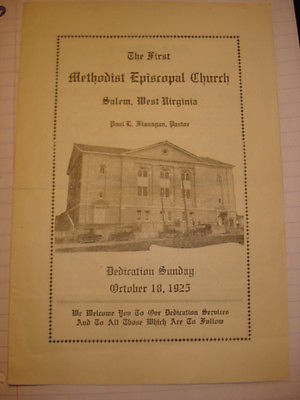 The First
Methodist Episcopal Church
Salem, West Virginia
Paul L. Flanagan, Pastor
Dedication Sunday
October 18, 1925
We Welcome You To Our Dedication Services
And To All Those Which Are To Follow